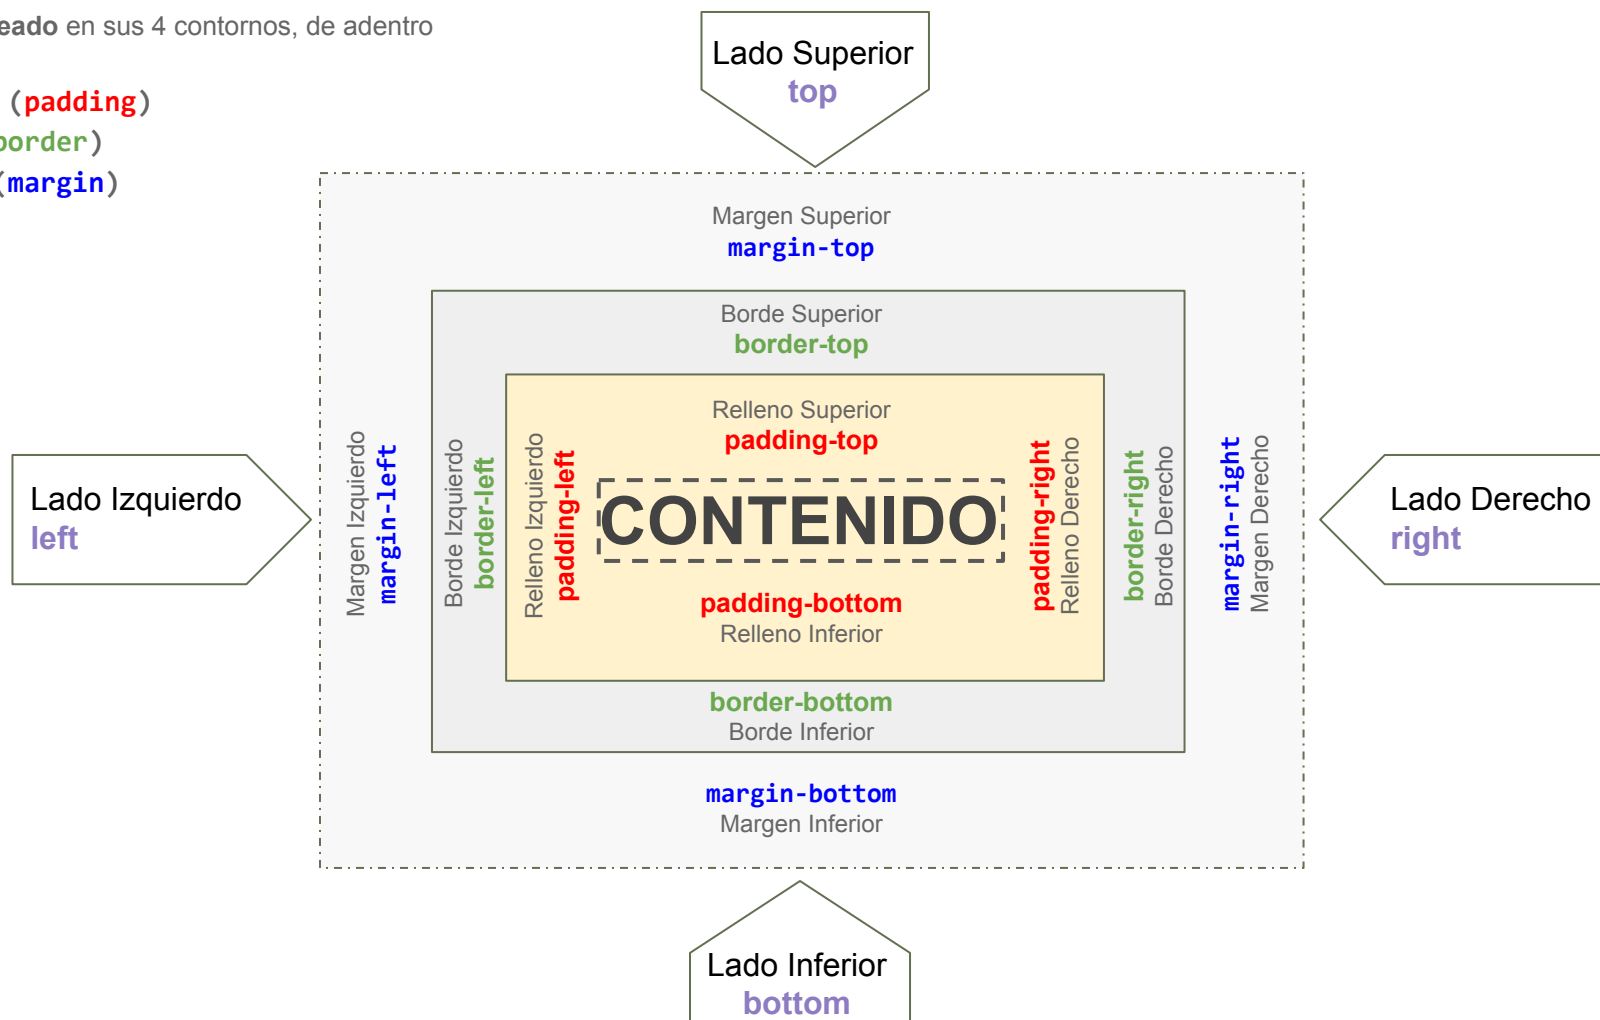 eado en sus 4 contornos, de adentro
(padding)
border)
(margin)
Lado Superior
top
Margen Superior
margin-top
Borde Superior
border-top
Relleno Superior
padding-top
Lado Izquierdo
left
Margen Izquierdo
margin-left
Borde Izquierdo
border-left
Relleno Izquierdo
padding-left
CONTENIDO
padding-right
Relleno Derecho
border-right
Borde Derecho
margin-right
Margen Derecho
Lado Derecho
right
padding-bottom
Relleno Inferior
border-bottom
Borde Inferior
margin-bottom
Margen Inferior
Lado Inferior
bottom